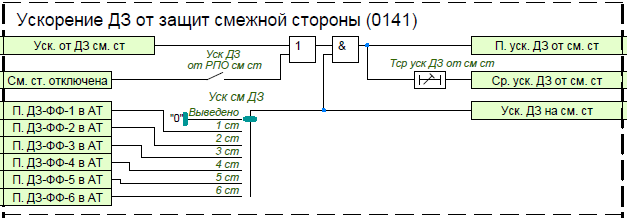 Ускорение ДЗ от защит смежной стороны (0141)
Уск. от ДЗ см. ст
Уск ДЗ
от РПО см ст
1
&
П. уск. ДЗ от см. ст
См. ст. отключена
Тср уск ДЗ от см ст
Ср. уск. ДЗ от см. ст
Уск см ДЗ
Уск. ДЗ на см. ст
П. ДЗ-ФФ-1 в АТ
"0"
Выведено
П. ДЗ-ФФ-2 в АТ
1 ст
П. ДЗ-ФФ-3 в АТ
2 ст
П. ДЗ-ФФ-4 в АТ
3 ст
П. ДЗ-ФФ-5 в АТ
4 ст
П. ДЗ-ФФ-6 в АТ
5 ст
6 ст